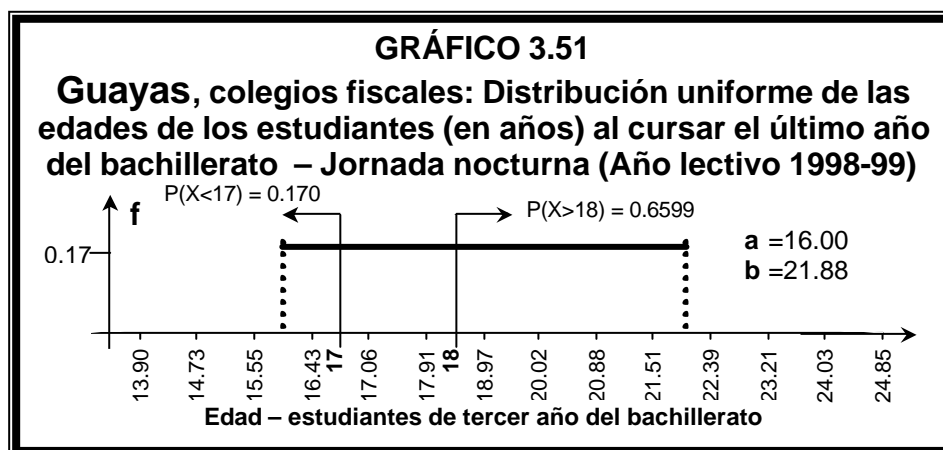 GRÁFICO 3.51
Guayas, colegios fiscales: Distribución uniforme de las
edades de los estudiantes (en años) al cursar el último año
del bachillerato – Jornada nocturna (Año lectivo 1998-99)
P(X<17) = 0.170
f
P(X>18) = 0.6599
a =16.00
b =21.88
0.17
13.90
14.73
15.55
16.43
17
17.06
17.91
18
18.97
20.02
20.88
21.51
22.39
23.21
24.03
24.85
Edad – estudiantes de tercer año del bachillerato